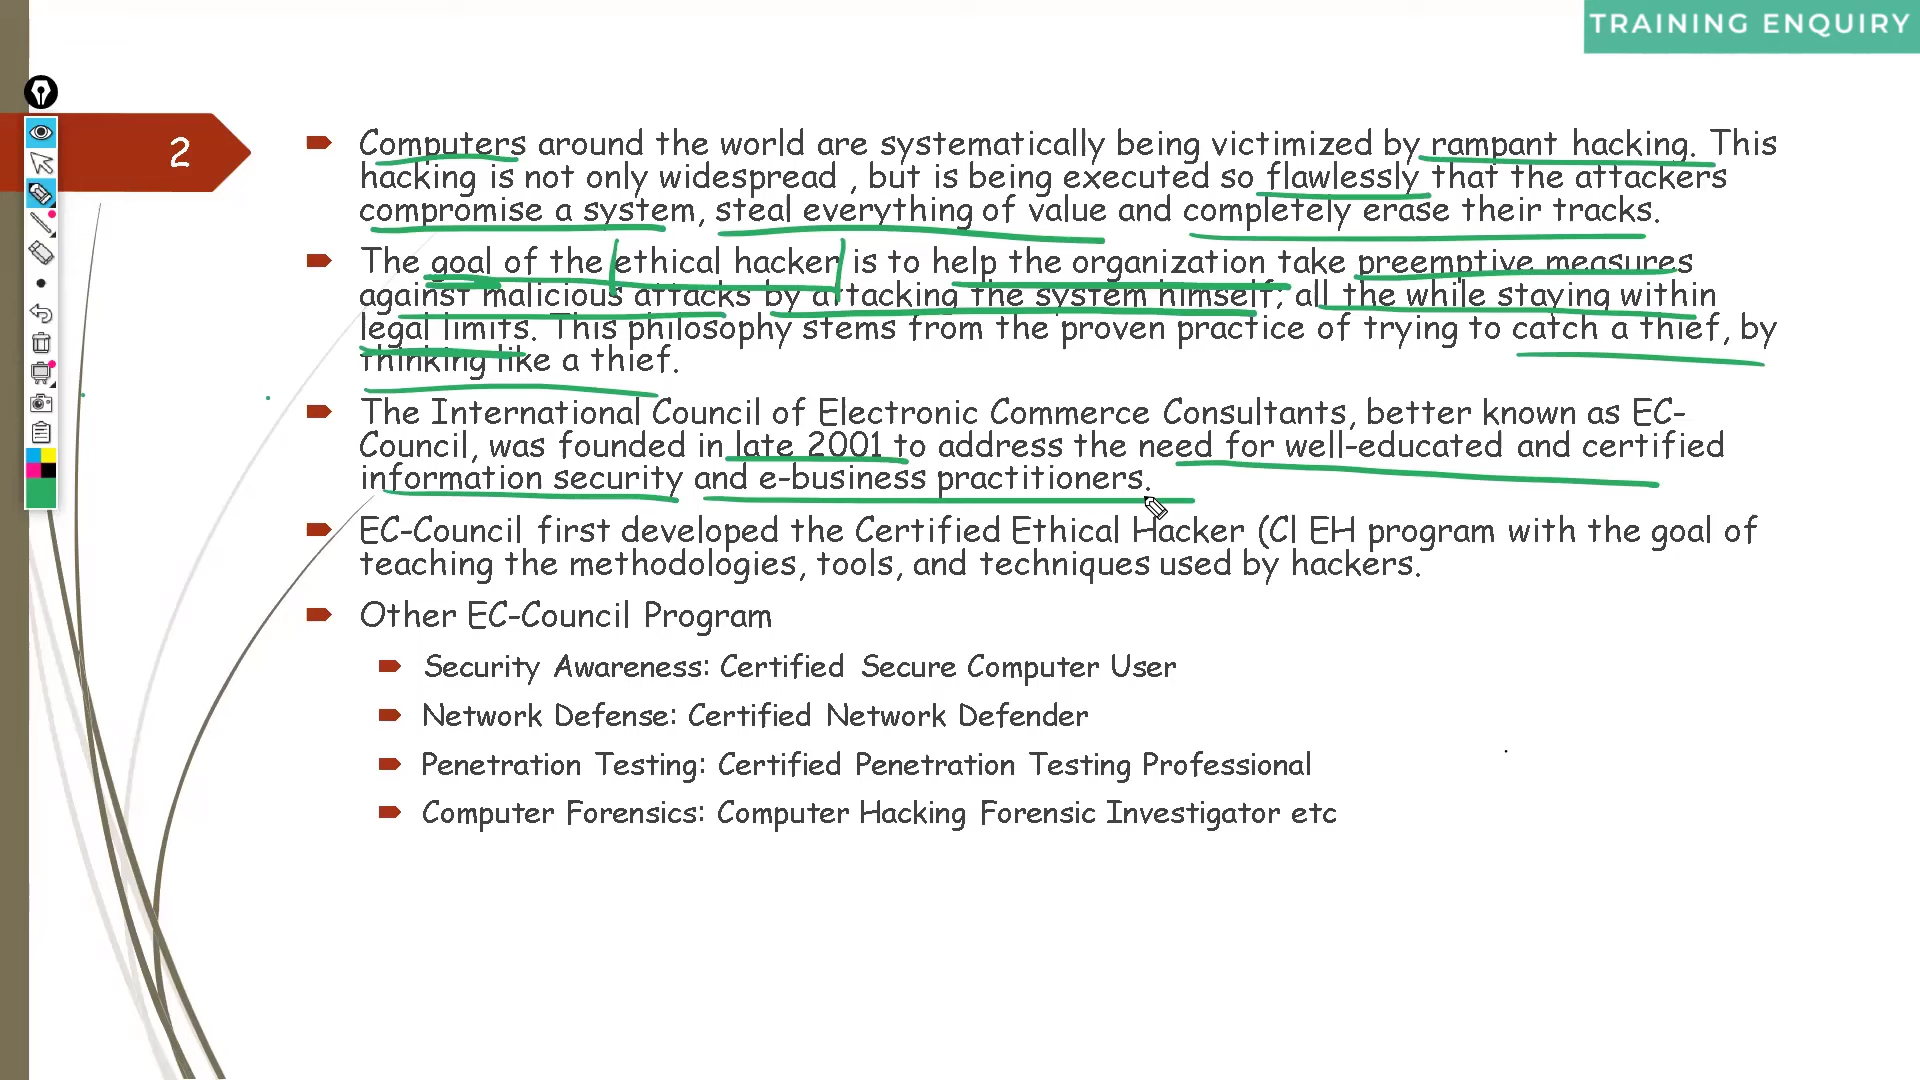 TRAINING ENQUIRY
2
Computers around the world are systematically being victimized by rampant hacking. This
hacking is not only widespread , but is being executed so flawlessly that the attackers
compromise a system, steal everything of value and completely erase their tracks.
The goal of the ethical hacker is to help the organization take preemptive measures
against malicious attacks by attacking the system himself; all the while staying within
legal limits. This philosophy stems from the proven practice of trying to catch a thief, by
thinking like a thief.
The International Council of Electronic Commerce Consultants, better known as EC-
Council, was founded in late 2001 to address the need for well-educated and certified
information security and e-business practitioners.
EC-Council first developed the Certified Ethical Hacker (Cl EH program with the goal of
teaching the methodologies, tools, and techniques used by hackers.
Other EC-Council Program
Security Awareness: Certified Secure Computer User
Network Defense: Certified Network Defender
Penetration Testing: Certified Penetration Testing Professional
Computer Forensics: Computer Hacking Forensic Investigator etc